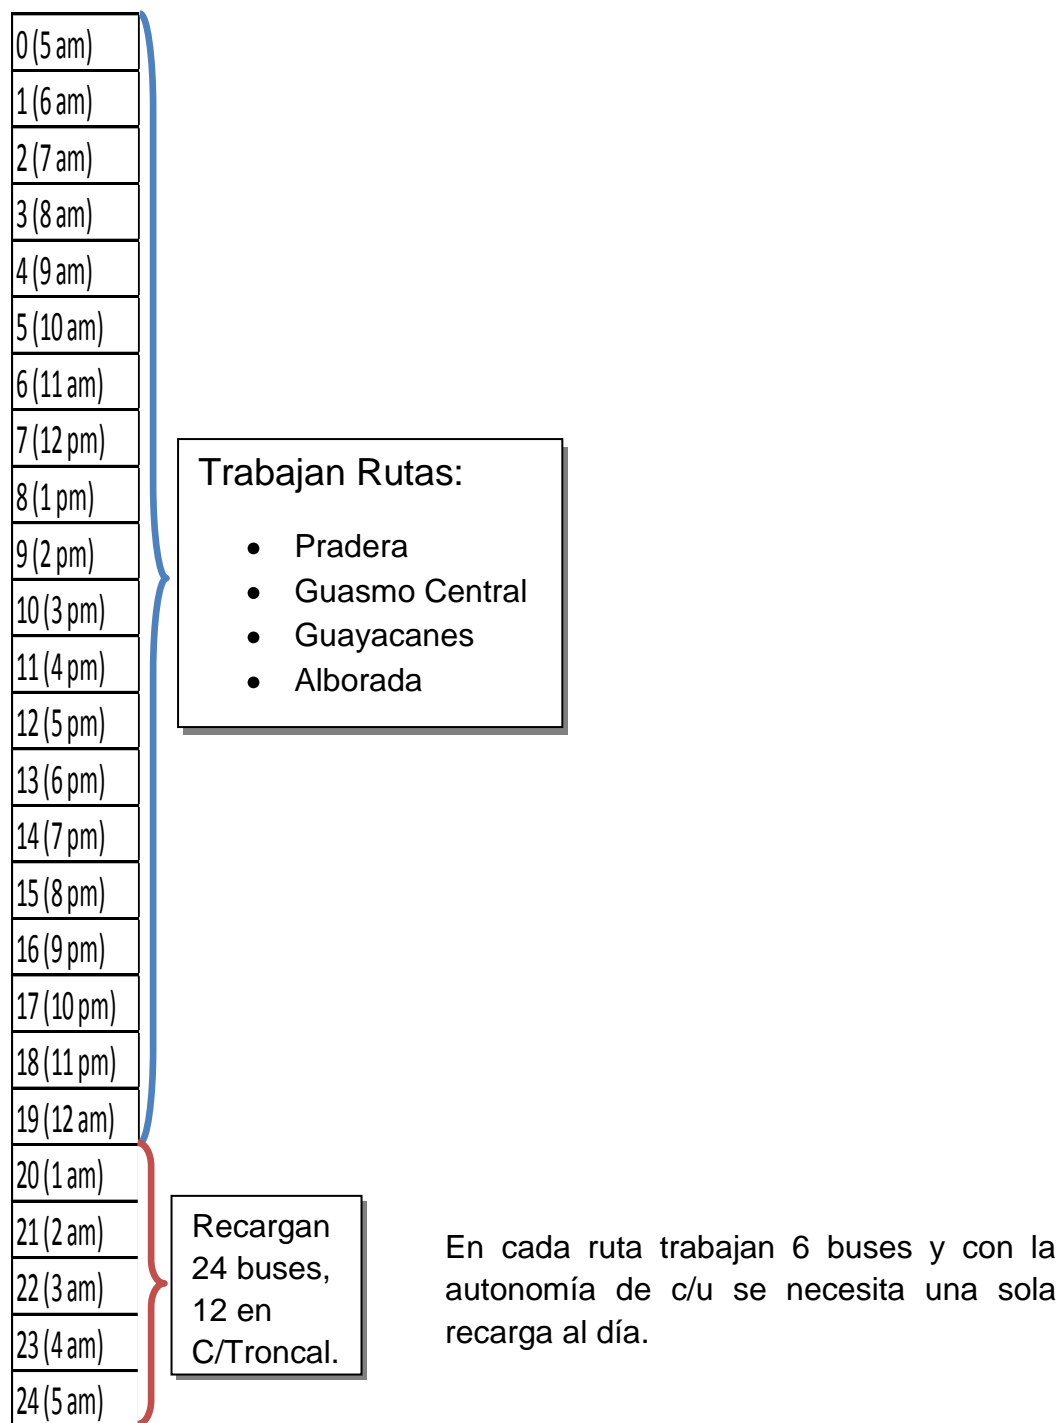 0 (5 am)
1 (6 am)
2 (7 am)
3 (8 am)
4 (9 am)
5 (10 am)
6 (11 am)
7 (12 pm)
8 (1 pm)
9 (2 pm)
10 (3 pm)
11 (4 pm)
12 (5 pm)
13 (6 pm)
14 (7 pm)
15 (8 pm)
16 (9 pm)
17 (10 pm)
18 (11 pm)
19 (12 am)
20 (1 am)
21 (2 am)
22 (3 am)
23 (4 am)
24 (5 am)
Trabajan Rutas:
• Pradera
• Guasmo Central
• Guayacanes
• Alborada
Recargan
24 buses,
12 en
C/Troncal.
En cada ruta trabajan 6 buses y con la
autonomía de c/u se necesita una sola
recarga al día.